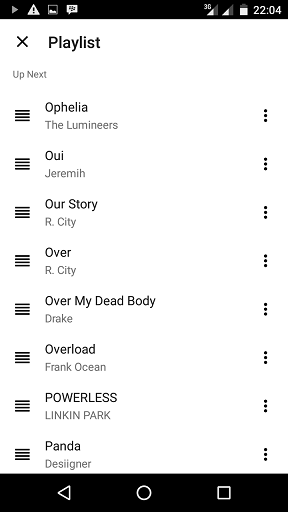 3G
22:04
Playlist
Up Next
Ophelia
The Lumineers
Oui
Jeremih
Our Story
R. City
Over
R. City
Over My Dead Body
Drake
Overload
Frank Ocean
POWERLESS
LINKIN PARK
Panda
Desiigner